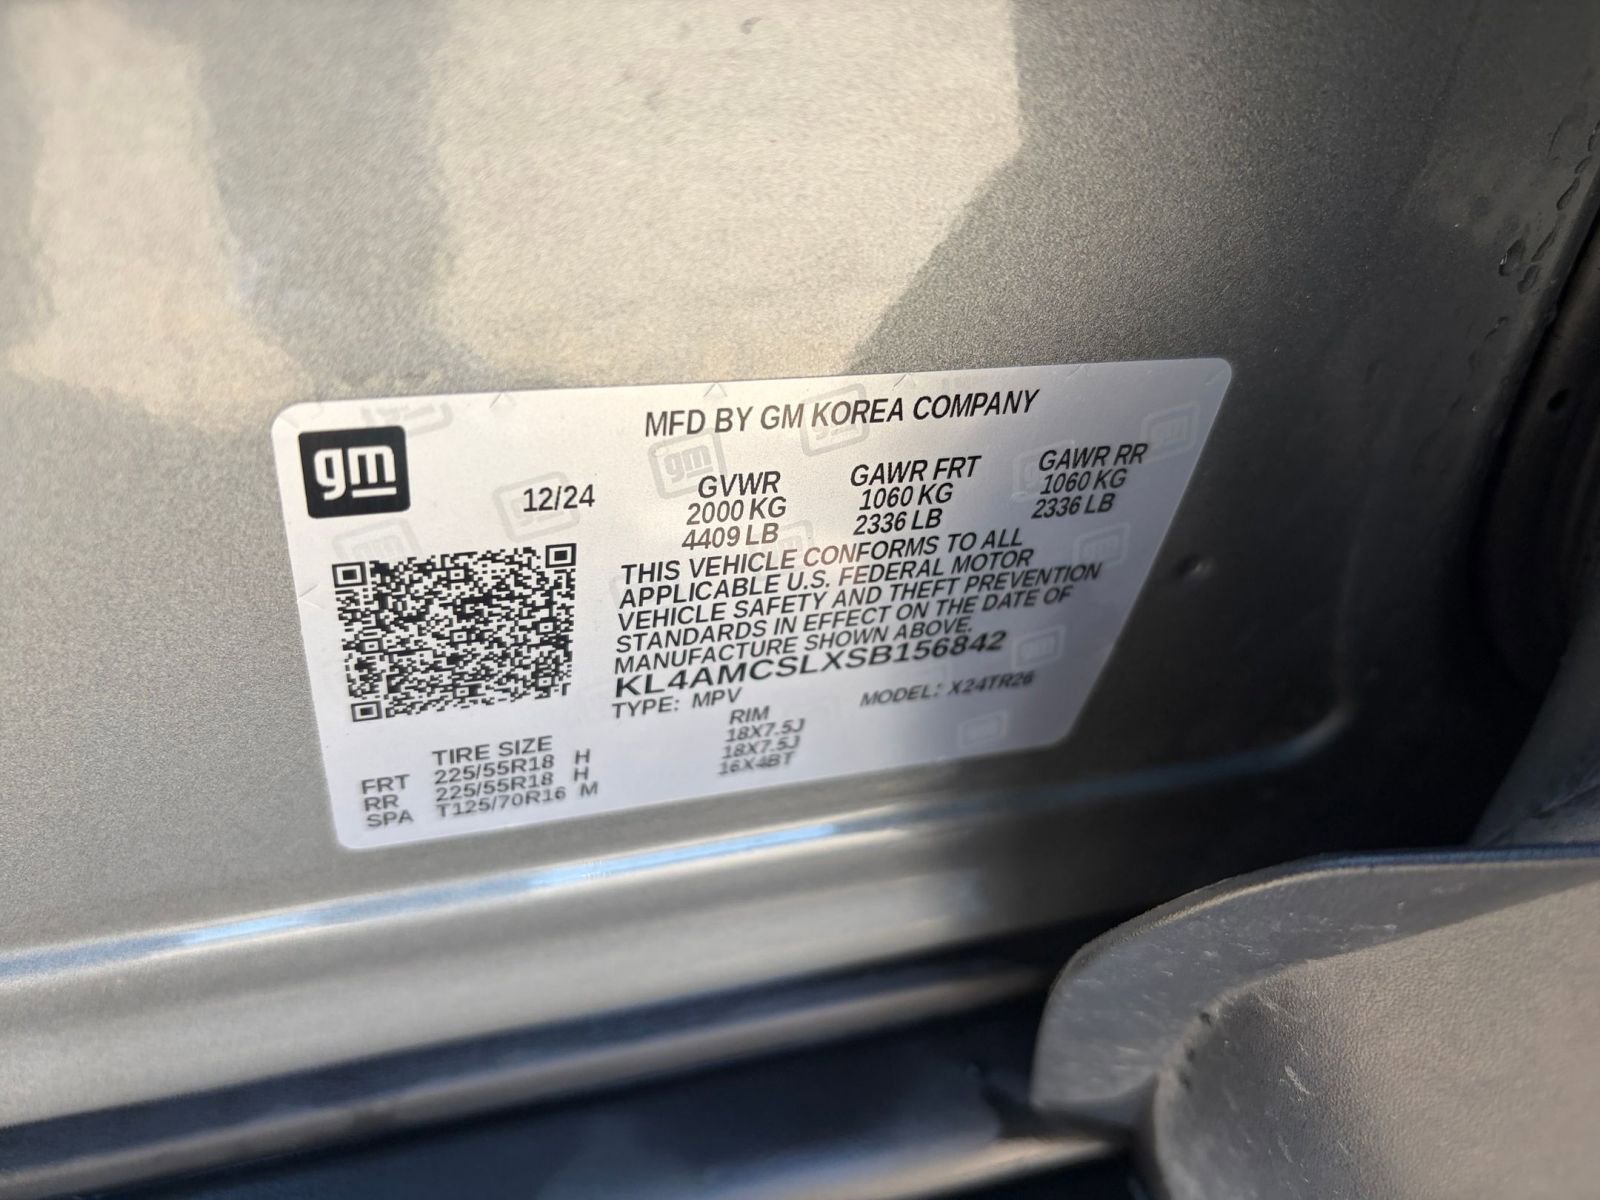 gm
MFD BY GM KOREA COMPANY
12/24
GVWR GAWR FRT GAWR RR
2000 KG 1060 KG 1060 KG
4409 LB 2336 LB 2336 LB
THIS VEHICLE CONFORMS TO ALL
APPLICABLE U.S. FEDERAL MOTOR
VEHICLE SAFETY AND THEFT PREVENTION
STANDARDS IN EFFECT ON THE DATE OF
MANUFACTURE SHOWN ABOVE.
KL4AMCSLXSB156842
TYPE: MPV MODEL: X24TR26
TIRE SIZE RIM
FRT 225/55R18 H 18X7.5J
RR 225/55R18 H 18X7.5J
SPA T125/70R16 M 16X4BT